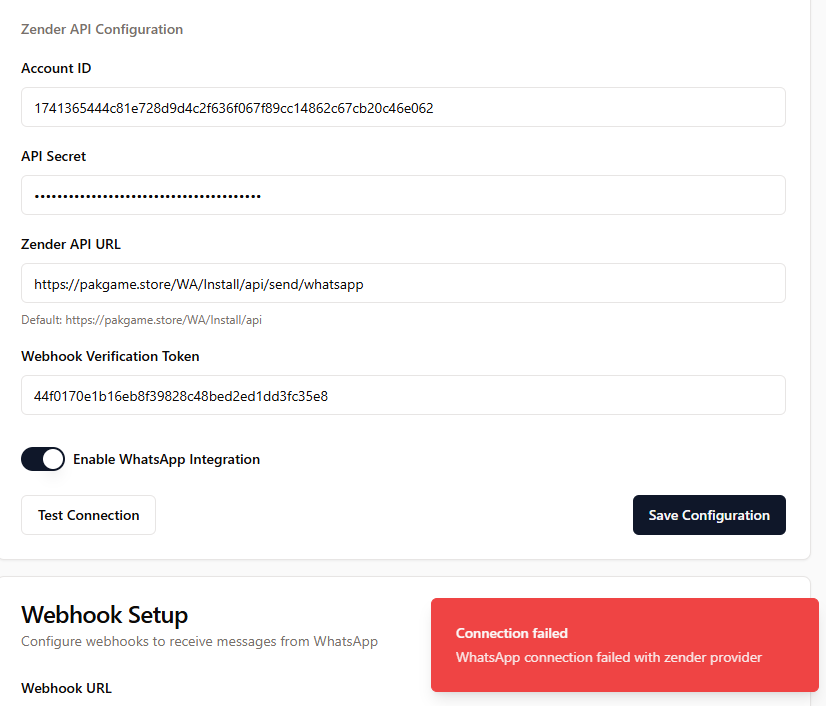 Zender API Configuration
Account ID
1741365444c81e728d9d4c2f636f067f89cc14862c67cb20c46e062
API Secret
••••••••••••••••••••••••••••••••••••••••
Zender API URL
https://pakgame.store/WA/Install/api/send/whatsapp
Default: https://pakgame.store/WA/Install/api
Webhook Verification Token
44f0170e1b16eb8f39828c48bed2ed1dd3fc35e8
Enable WhatsApp Integration
Test Connection
Save Configuration
Webhook Setup
Configure webhooks to receive messages from WhatsApp
Connection failed
WhatsApp connection failed with zender provider
Webhook URL